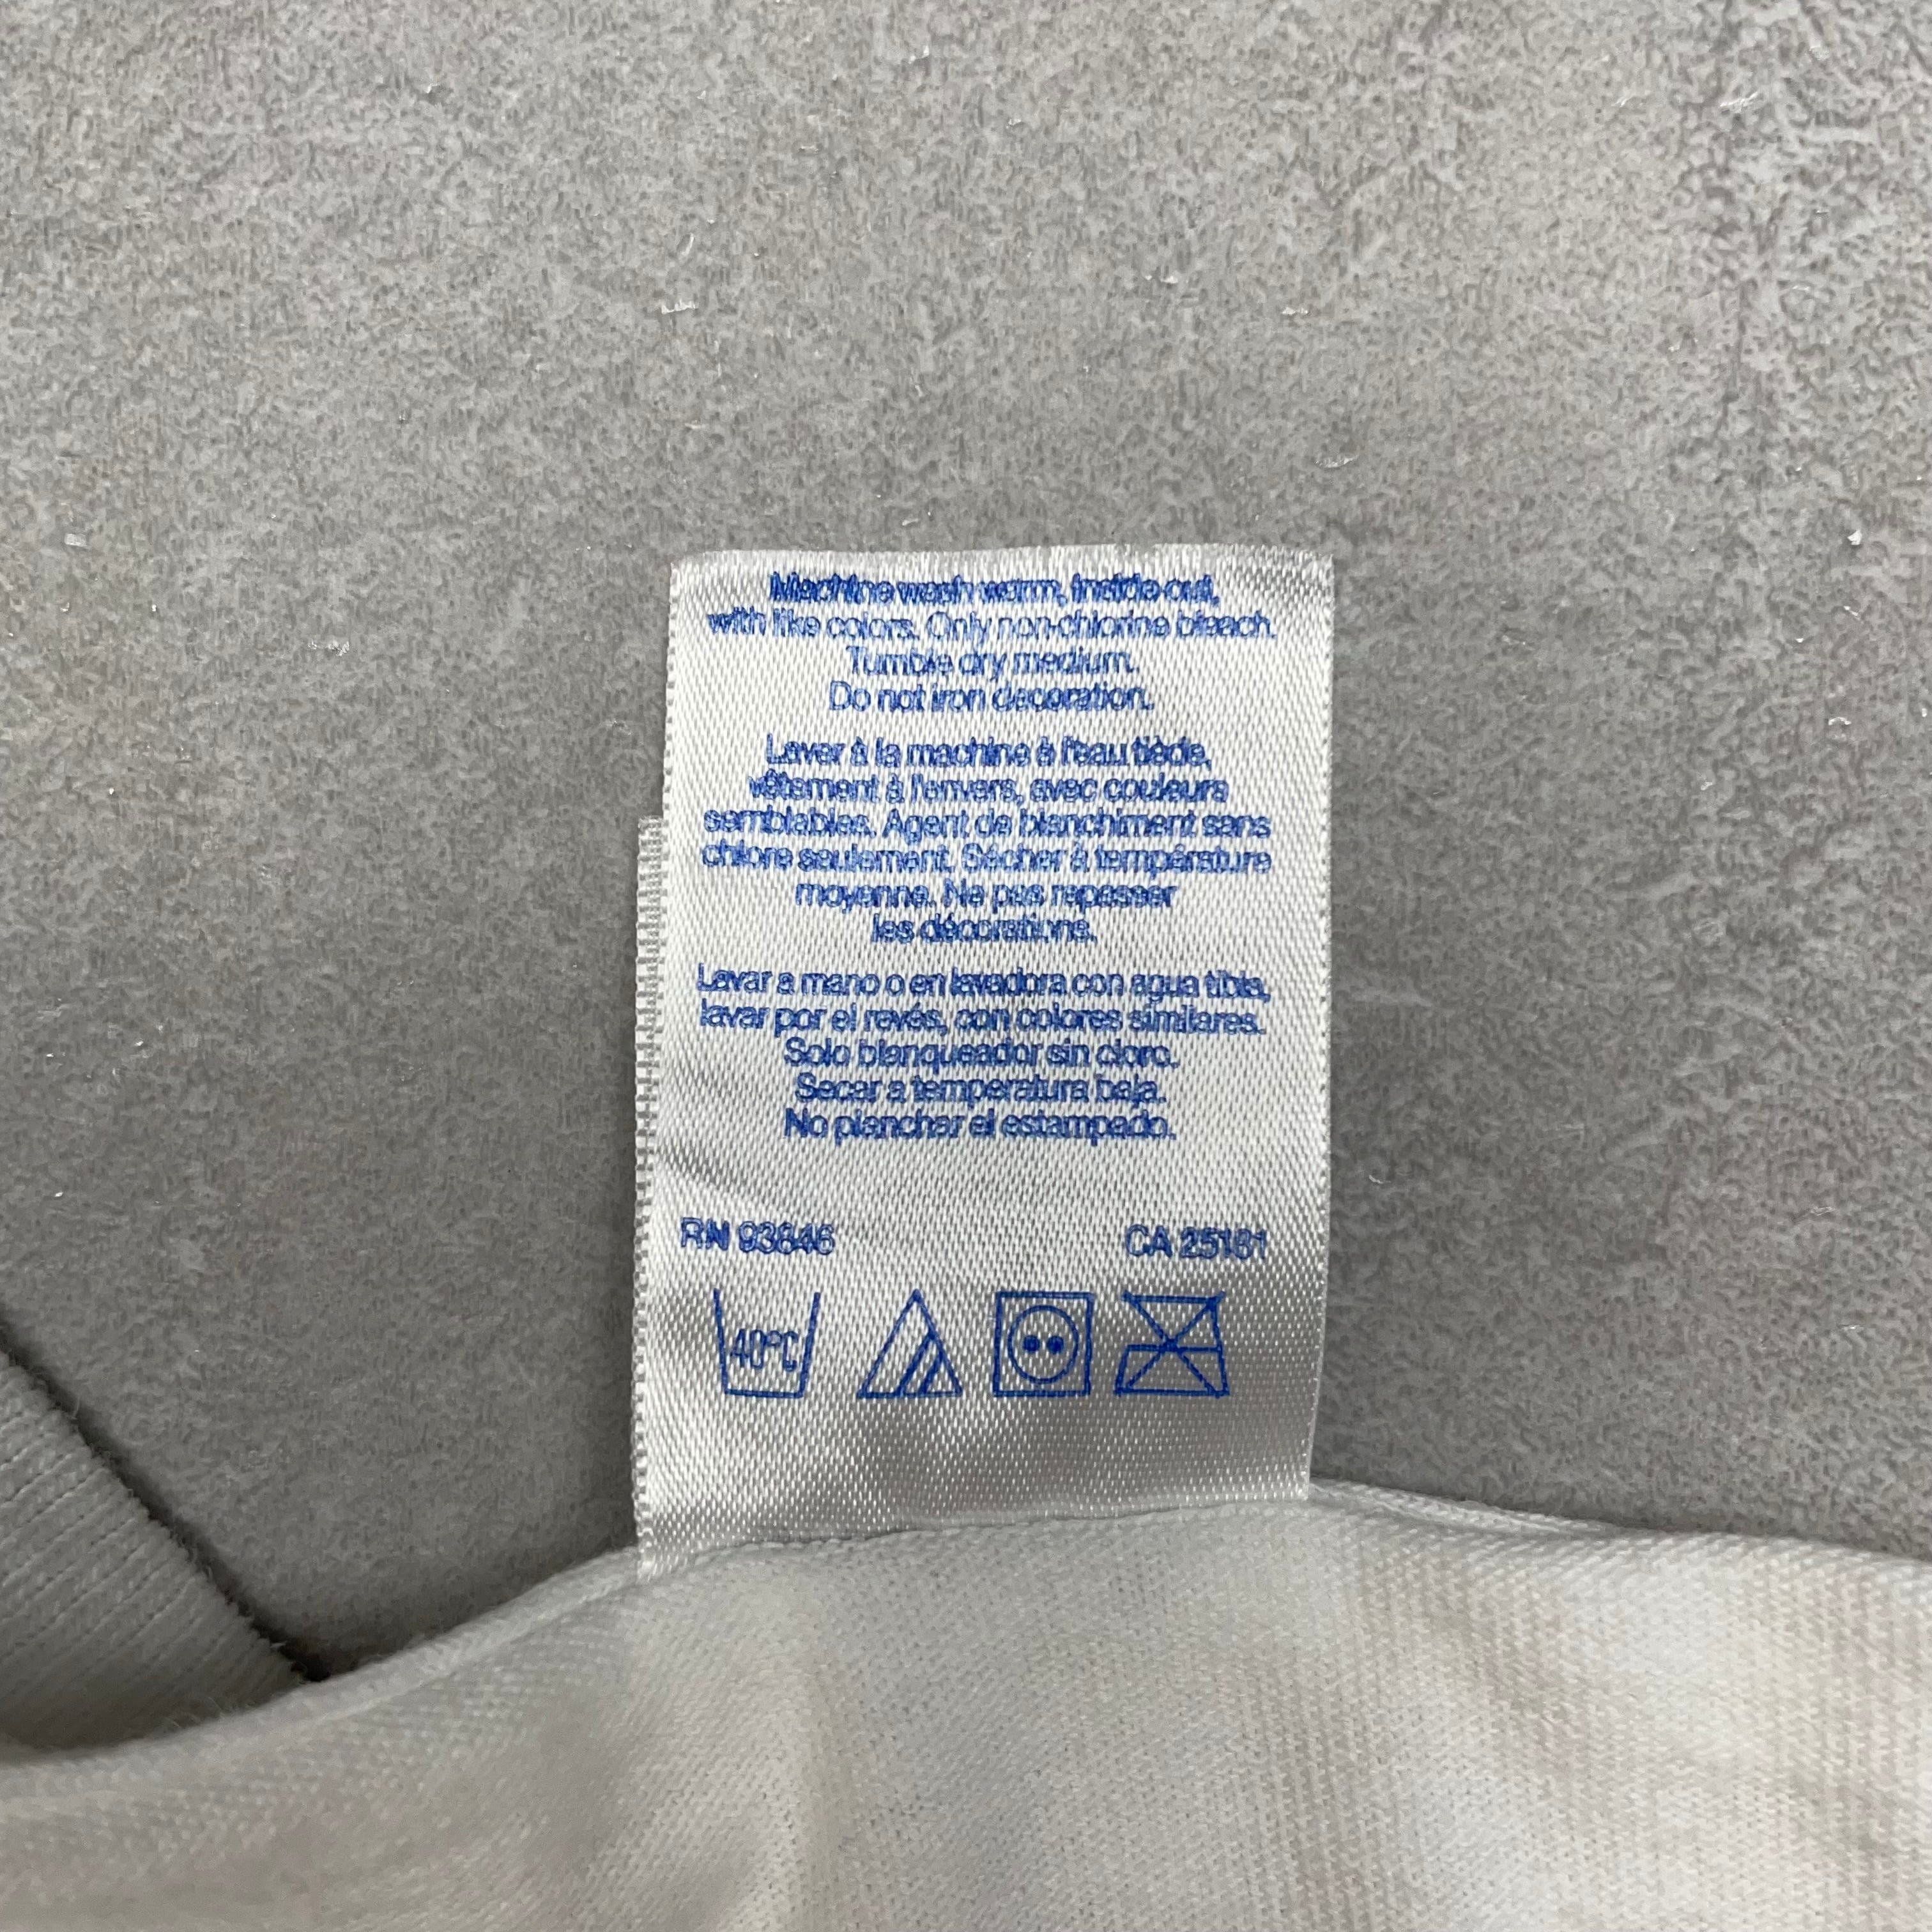 Machine wash warm, inside out,
with like colors. Only non-chlorine bleach.
Tumble dry medium.
Do not iron decoration.
Laver à la machine à l'eau tiède,
vêtement à l'envers, avec couleurs
semblables. Agent de blanchiment sans
chlore seulement. Sécher à température
moyenne. Ne pas repasser
les décorations.
Lavar a mano o en lavadora con agua tibia,
lavar por el revés, con colores similares.
Solo blanqueador sin cloro.
Secar a temperatura baja.
No planchar el estampado.
RN 93846 CA 25181
40°C